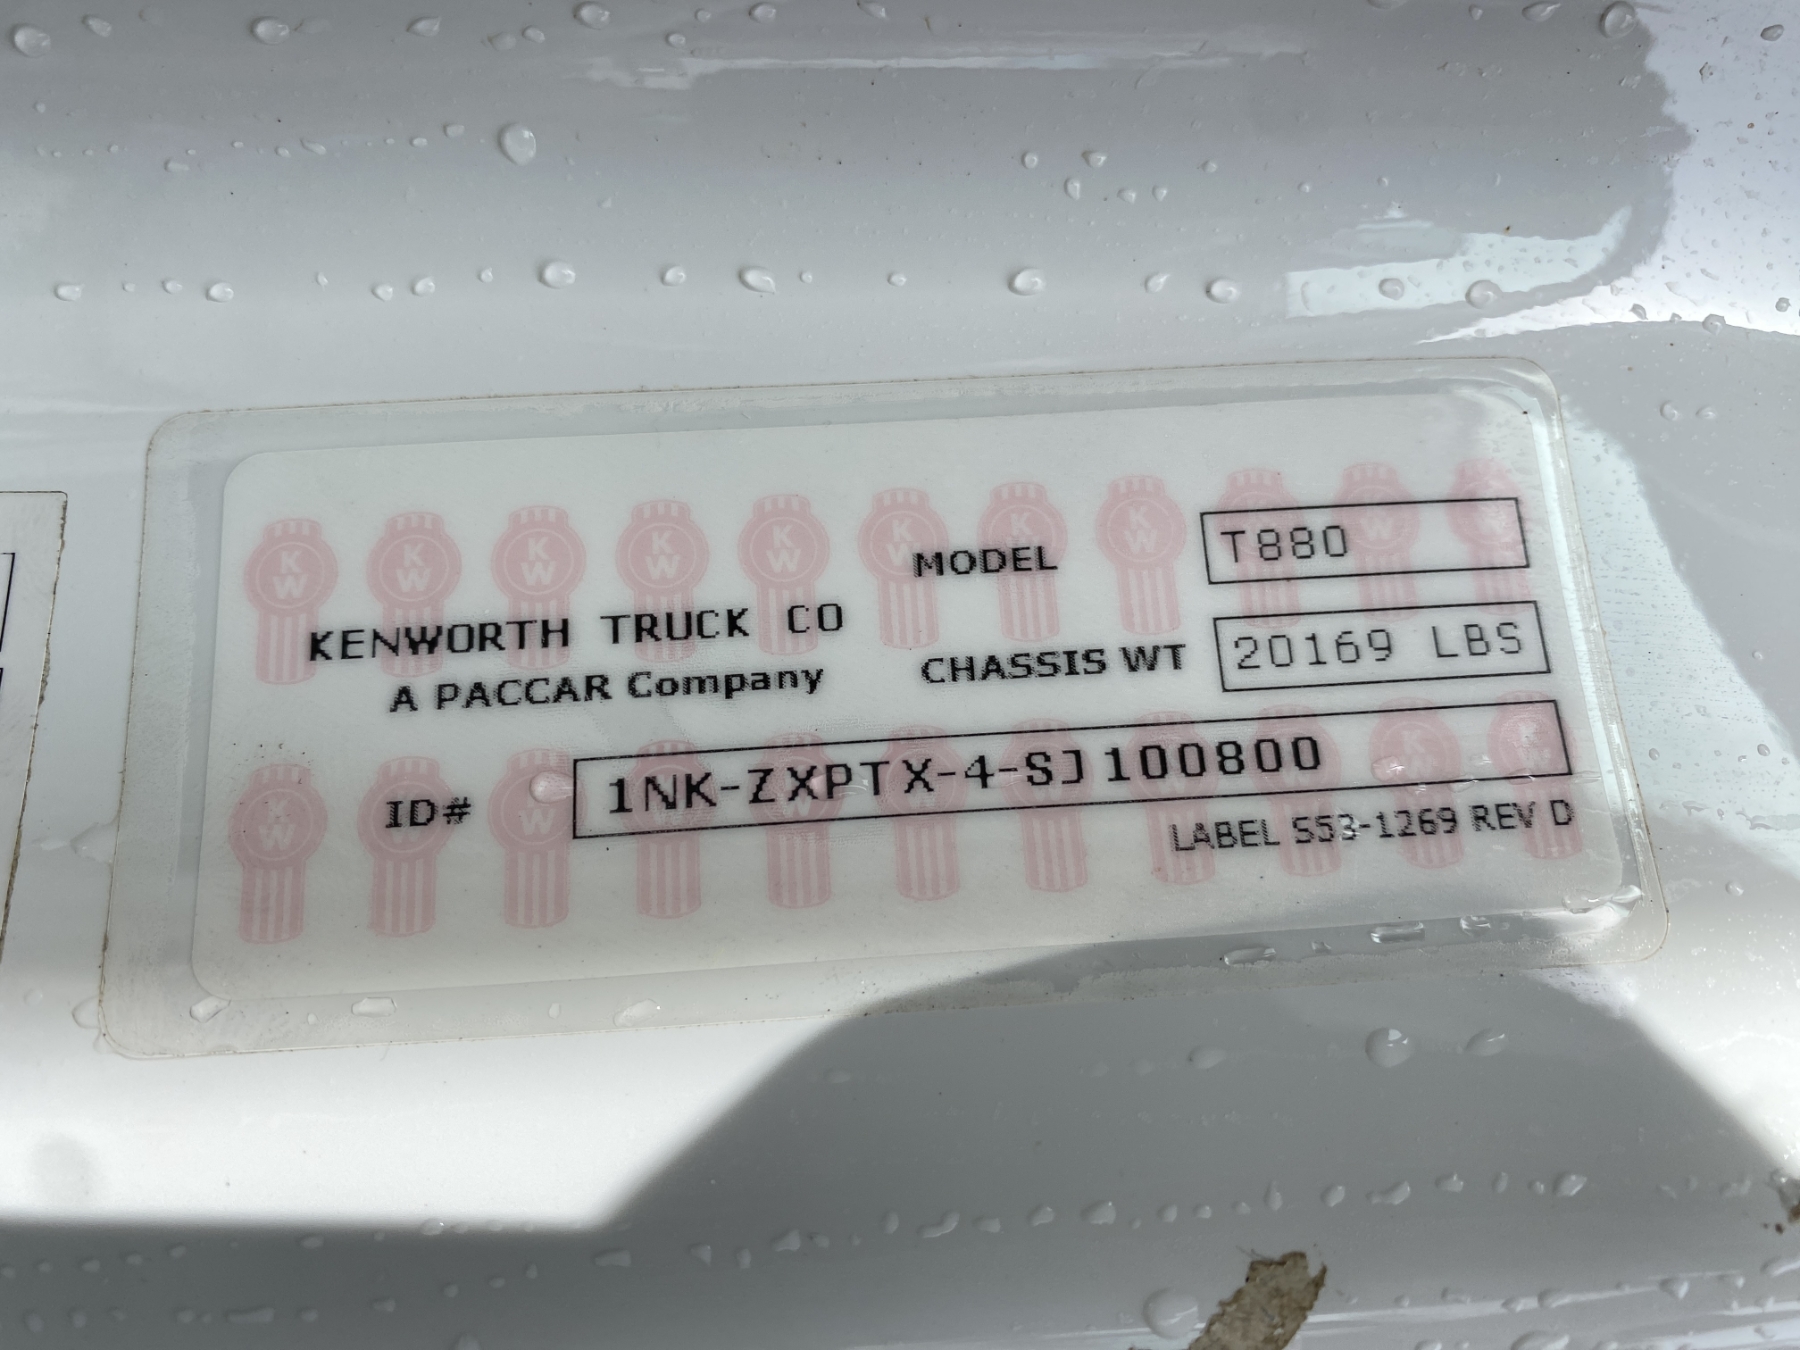 MODEL T880
KENWORTH TRUCK CO
A PACCAR Company
CHASSIS WT 20169 LBS
ID# 1NK-ZXPTX-4-SJ100800
LABEL S53-1269 REV D